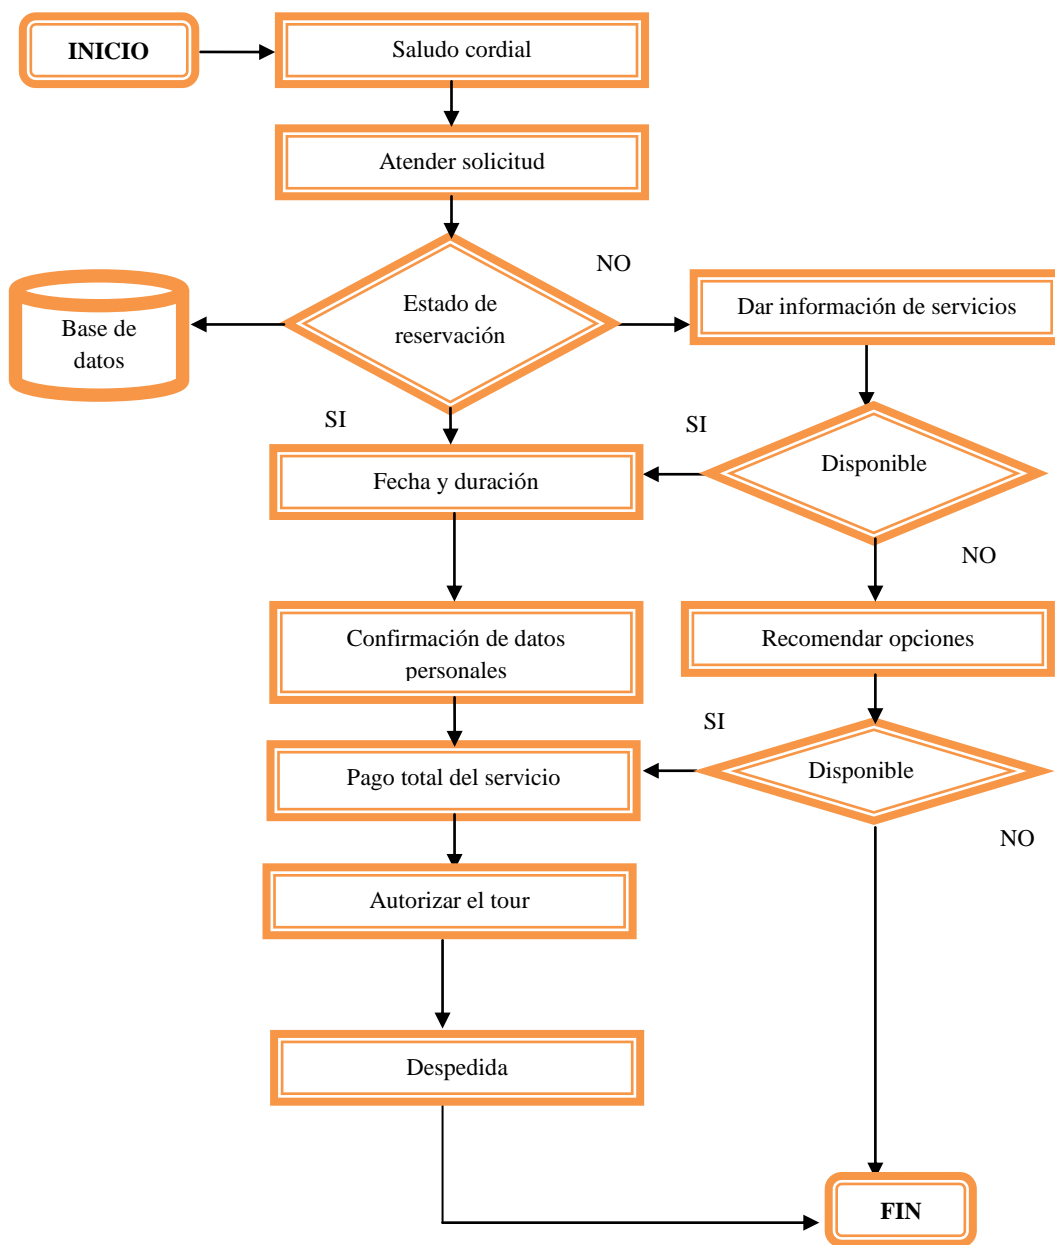 INICIO
Saludo cordial
Atender solicitud
NO
Estado de
reservación
Dar información de servicios
Base de
datos
SI
SI
Disponible
Fecha y duración
NO
Confirmación de datos
personales
Recomendar opciones
SI
Disponible
Pago total del servicio
NO
Autorizar el tour
Despedida
FIN